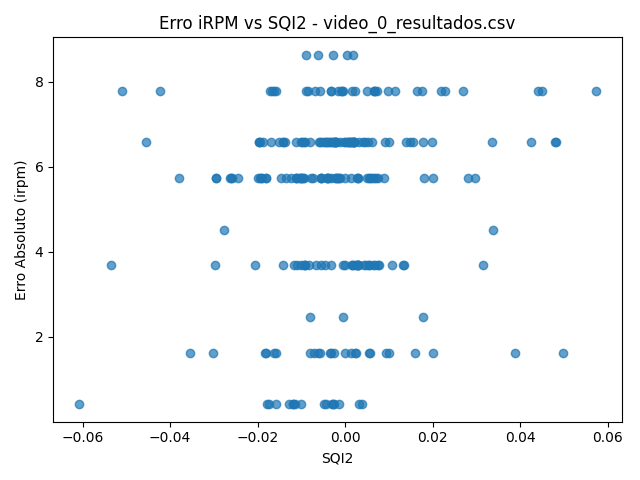 Erro iRPM vs SQI2 - video_0_resultados.csv
Erro Absoluto (irpm)
8
6
4
2
−0.06 −0.04 −0.02 0.00 0.02 0.04 0.06
SQI2